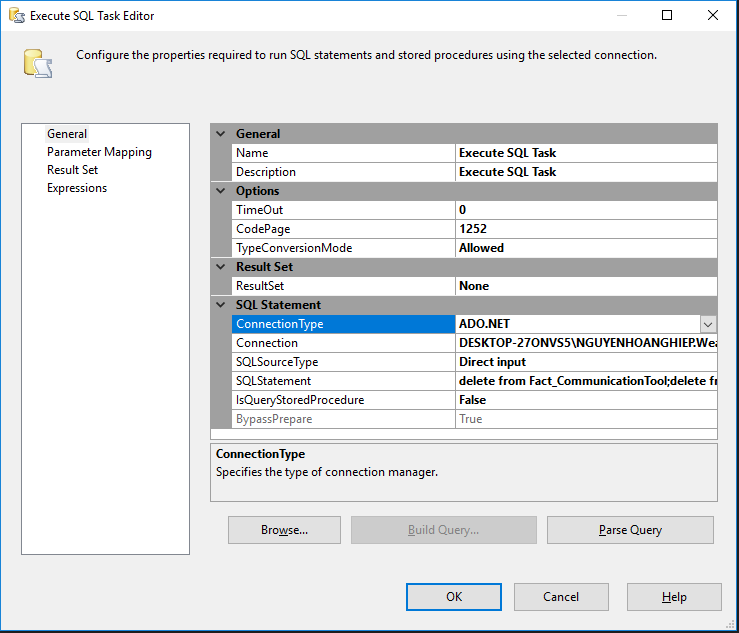 Execute SQL Task Editor
Configure the properties required to run SQL statements and stored procedures using the selected connection.
General
Parameter Mapping
Result Set
Expressions
General
Name Execute SQL Task
Description Execute SQL Task
Options
TimeOut 0
CodePage 1252
TypeConversionMode Allowed
Result Set
ResultSet None
SQL Statement
ConnectionType ADO.NET
Connection DESKTOP-27ONVS5\NGUYENHOANGHIEP.Wea
SQLSourceType Direct input
SQLStatement delete from Fact_CommunicationTool;delete fr
IsQueryStoredProcedure False
BypassPrepare True
ConnectionType
Specifies the type of connection manager.
Browse... Build Query... Parse Query
OK Cancel Help